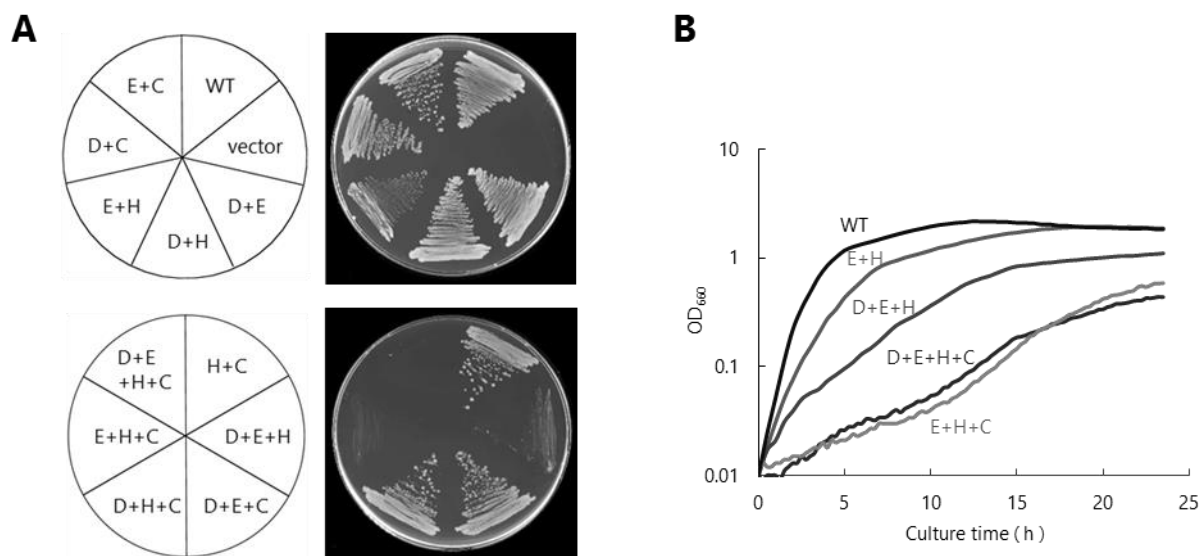 A
E+C
WT
D+C
vector
E+H
D+E
D+H
D+E
+H+C
H+C
E+H+C
D+E+H
D+H+C
D+E+C
B
10
1
0.1
0.01
OD660
WT
E+H
D+E+H
D+E+H+C
E+H+C
0
5
10
15
20
25
Culture time ( h )